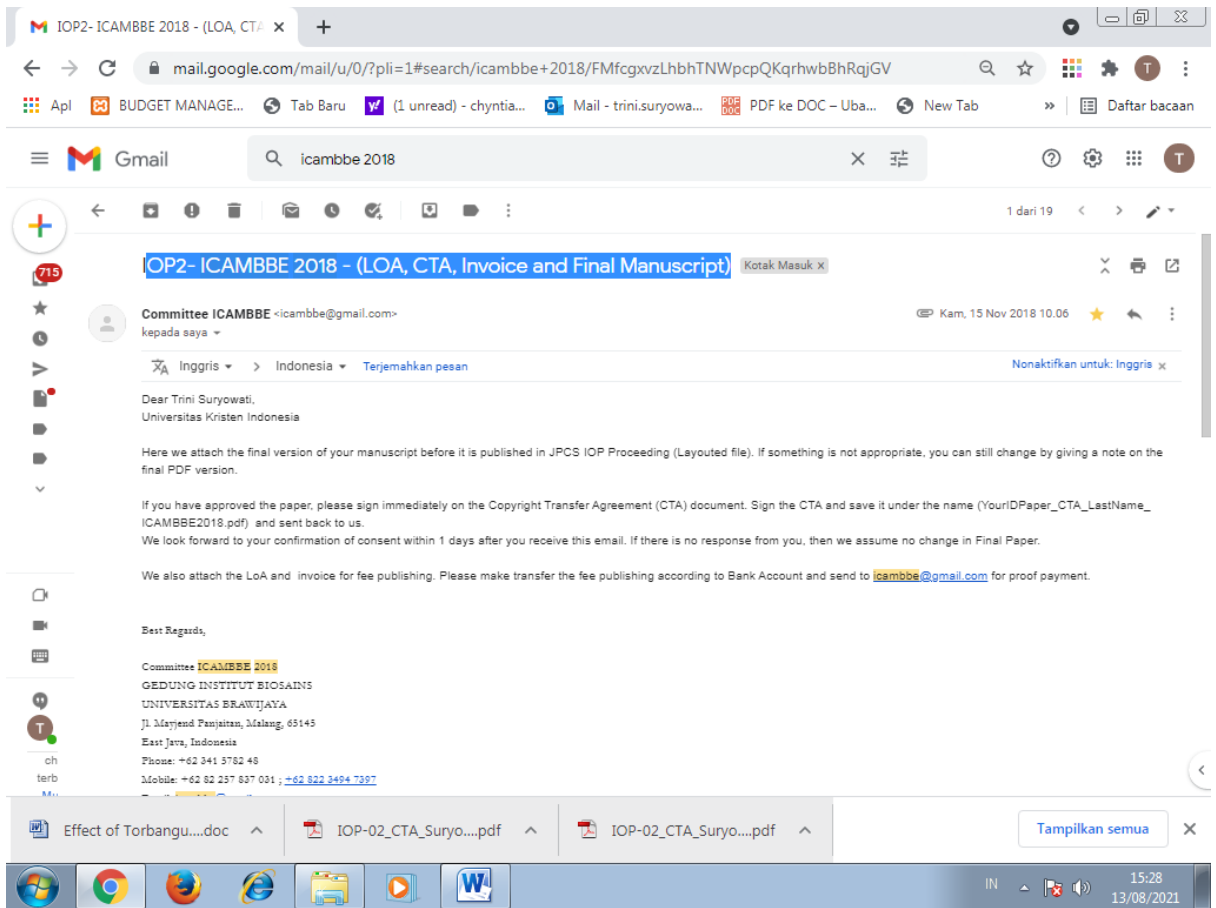 IOP2- ICAMBBE 2018 - (LOA, CTA
mail.google.com/mail/u/0/?pli=1#search/icambbe+2018/FMfcgxvzLhbhTNWpcpQKqrhwbBhRqjGV
T
Apl
BUDGET MANAGE...
Tab Baru
(1 unread) - chyntia...
Mail - trini.suryowa...
PDF ke DOC – Uba...
New Tab
»
Daftar bacaan
Gmail
icambbe 2018
T
1 dari 19
715
IOP2- ICAMBBE 2018 - (LOA, CTA, Invoice and Final Manuscript) Kotak Masuk x
Committee ICAMBBE <icambbe@gmail.com>
Kam, 15 Nov 2018 10.06
kepada saya
Inggris > Indonesia Terjemahkan pesan
Nonaktifkan untuk: Inggris x
Dear Trini Suryowati,
Universitas Kristen Indonesia
Here we attach the final version of your manuscript before it is published in JPCS IOP Proceeding (Layouted file). If something is not appropriate, you can still change by giving a note on the
final PDF version.
If you have approved the paper, please sign immediately on the Copyright Transfer Agreement (CTA) document. Sign the CTA and save it under the name (YourIDPaper_CTA_LastName_
ICAMBBE2018.pdf) and sent back to us.
We look forward to your confirmation of consent within 1 days after you receive this email. If there is no response from you, then we assume no change in Final Paper.
We also attach the LoA and invoice for fee publishing. Please make transfer the fee publishing according to Bank Account and send to icambbe@gmail.com for proof payment.
Best Regards,
Committee ICAMBBE 2018
GEDUNG INSTITUT BIOSAINS
UNIVERSITAS BRAWIJAYA
Jl. Mayjend Panjaitan, Malang, 65145
East Java, Indonesia
Phone: +62 341 5782 48
Mobile: +62 82 257 837 031 ; +62 822 3494 7397
T
ch
terb
Effect of Torbangu....doc
IOP-02_CTA_Suryo....pdf
IOP-02_CTA_Suryo....pdf
Tampilkan semua
IN
15:28
13/08/2021